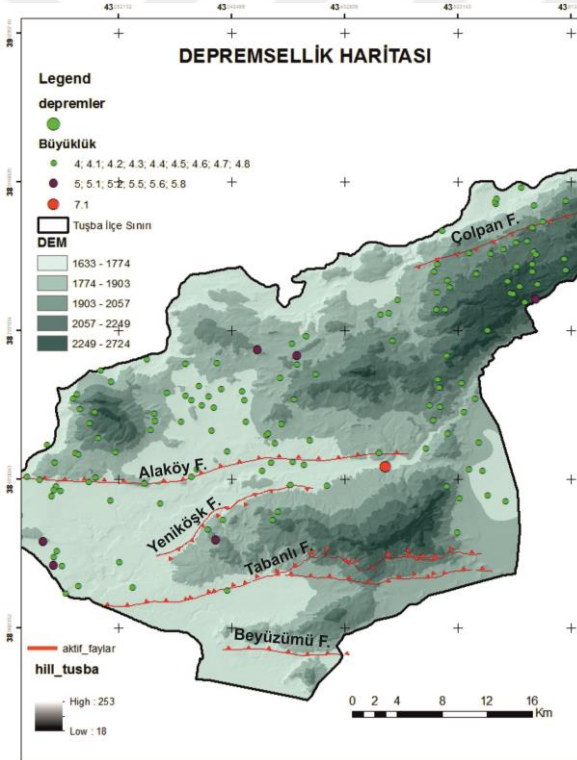 DEPREMSELLİK HARİTASI
Legend
depremler
Büyüklük
4; 4.1; 4.2; 4.3; 4.4; 4.5; 4.6; 4.7; 4.8
5; 5.1; 5.2; 5.5; 5.6; 5.8
7.1
Tuşba İlçe Sınırı
DEM
1633 - 1774
1774 - 1903
1903 - 2057
2057 - 2249
2249 - 2724
Çolpan F.
Alaköy F.
Yeniköşk F.
Tabanlı F.
Beyüzümü F.
aktif_faylar
hill_tusba
High : 253
Low : 18
0 1 2 4 6 8 12 16
Km